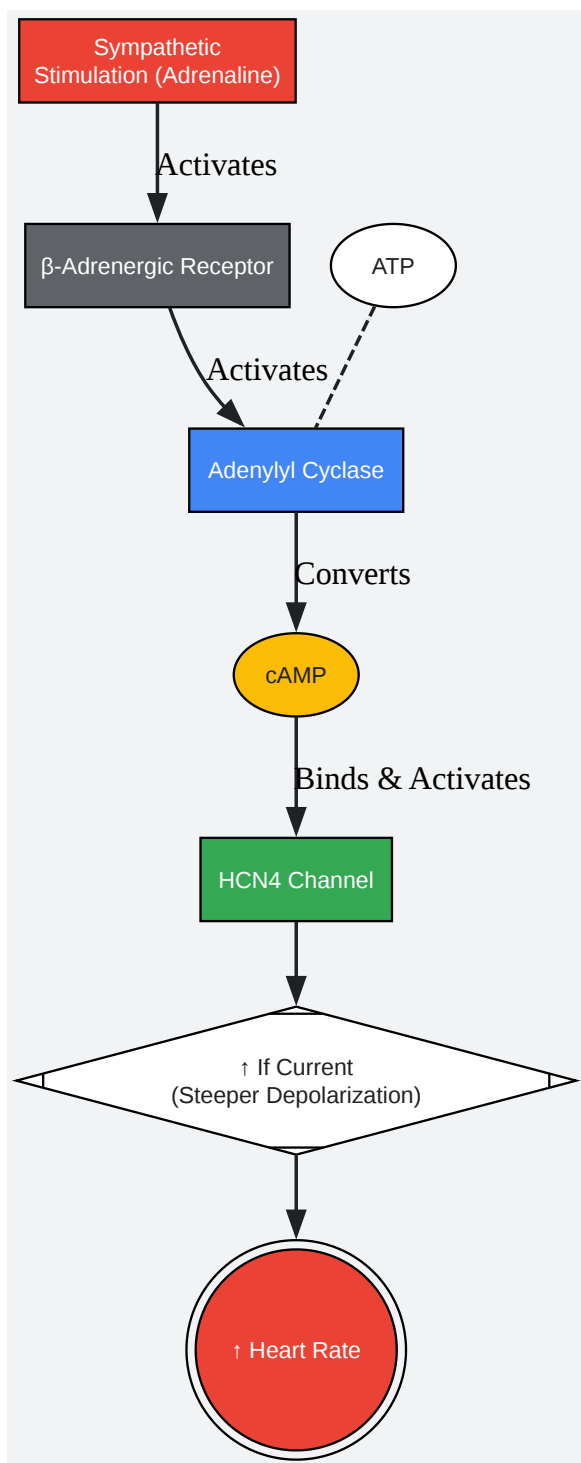 Sympathetic
Stimulation (Adrenaline)
Activates
β-Adrenergic Receptor
ATP
Activates
Adenylyl Cyclase
Converts
cAMP
Binds & Activates
HCN4 Channel
↑ If Current
(Steeper Depolarization)
↑ Heart Rate